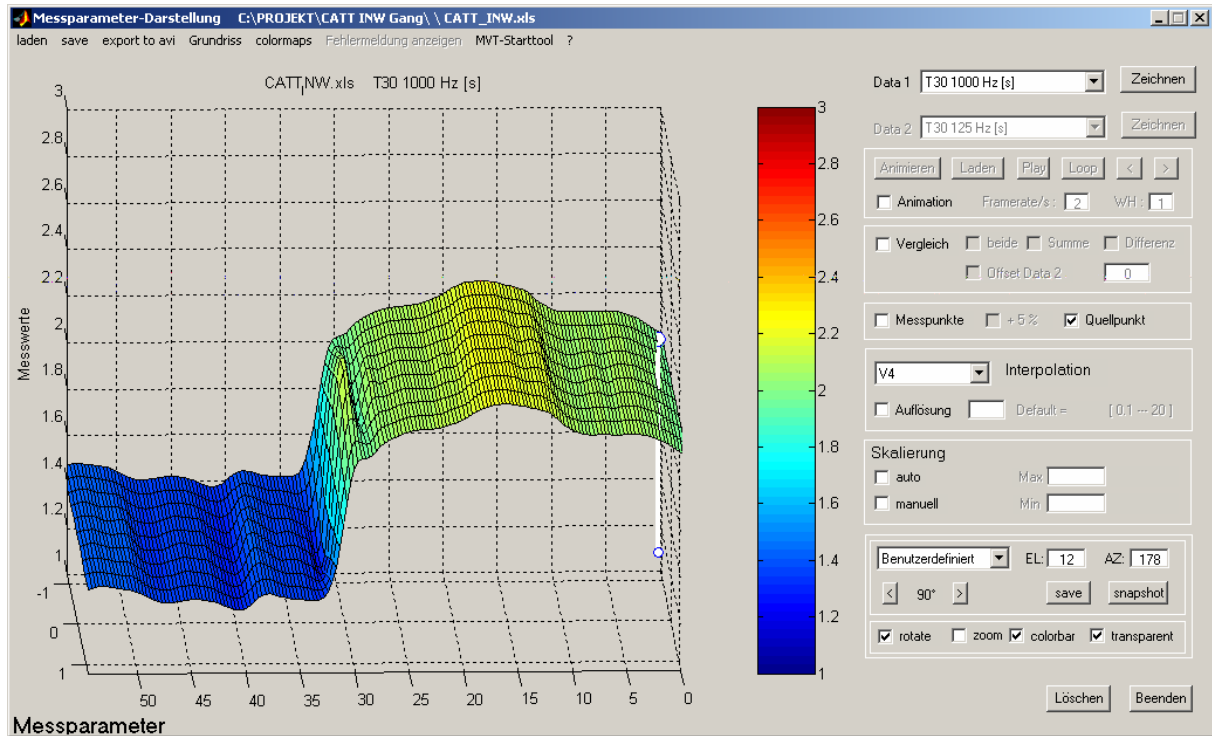 Messparameter-Darstellung C:\PROJEKT\CATT INW Gang\ \ CATT_INW.xls
laden save export to avi Grundriss colormaps Fehlermeldung anzeigen MVT-Starttool ?
CATTINW.xls T30 1000 Hz [s]
3
2.8
2.6
2.4
2.2
2
1.8
1.6
1.4
1.2
1
Messwerte
-1
0
1
50
45
40
35
30
25
20
15
10
5
0
Messparameter
3
2.8
2.6
2.4
2.2
2
1.8
1.6
1.4
1.2
1
Data 1 T30 1000 Hz [s] Zeichnen
Data 2 T30 125 Hz [s] Zeichnen
Animieren Laden Play Loop < >
Animation Framerate/s : 2 WH : 1
Vergleich beide Summe Differenz
Offset Data 2 0
Messpunkte + 5 % Quellpunkt
V4 Interpolation
Auflösung Default = [ 0.1 --- 20 ]
Skalierung
auto Max
manuell Min
Benutzerdefiniert EL: 12 AZ: 178
< 90° > save snapshot
rotate zoom colorbar transparent
Löschen Beenden